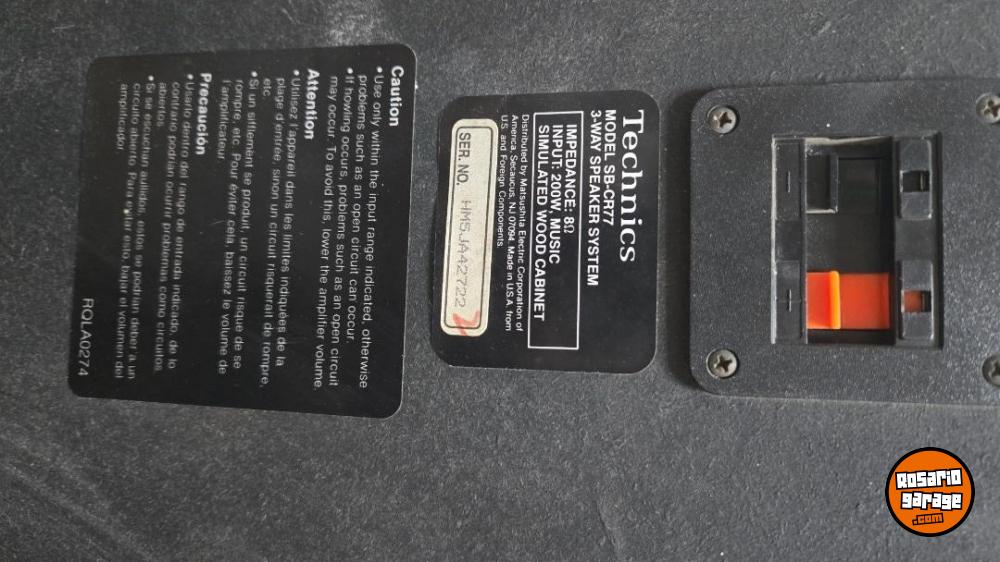 Technics
MODEL SB-CR77
3-WAY SPEAKER SYSTEM
IMPEDANCE: 8Ω
INPUT: 200W, MUSIC
SIMULATED WOOD CABINET
Distributed by Matsushita Electric Corporation of
America, Secaucus, NJ 07094. Made in U.S.A. from
U.S. and Foreign Components.
SER. NO. HM5JA42722
Caution
• Use only within the input range indicated, otherwise
problems such as an open circuit can occur.
• If howling occurs, problems such as an open circuit
may occur. To avoid this, lower the amplifier volume.
Attention
• Utilisez l'appareil dans les limites indiquées de la
plage d'entrée, sinon un circuit risquerait de rompre,
etc.
• Si un sifflement se produit, un circuit risque de se
rompre, etc. Pour éviter cela, baissez le volume de
l'amplificateur.
Precaución
• Usarlo dentro del rango de entrada indicado, de lo
contrario podrían ocurrir problemas como circuitos
abiertos.
• Si se escuchan aullidos, estos se podrían deber a un
circuito abierto. Para evitar esto, bajar el volumen del
amplificador.
RQLA0274
− +
Rosario
garage
.com